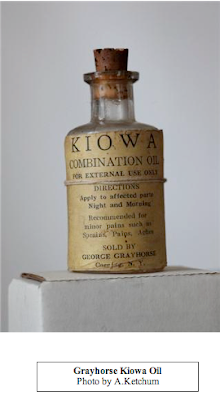 KIOWA
COMBINATION OIL
FOR EXTERNAL USE ONLY
DIRECTIONS
Apply to affected parts
Night and Morning
Recommended for
minor pains such as
Sprains, Pains, Aches
SOLD BY
GEORGE GRAYHORSE
N. Y.
Grayhorse Kiowa Oil
Photo by A.Ketchum